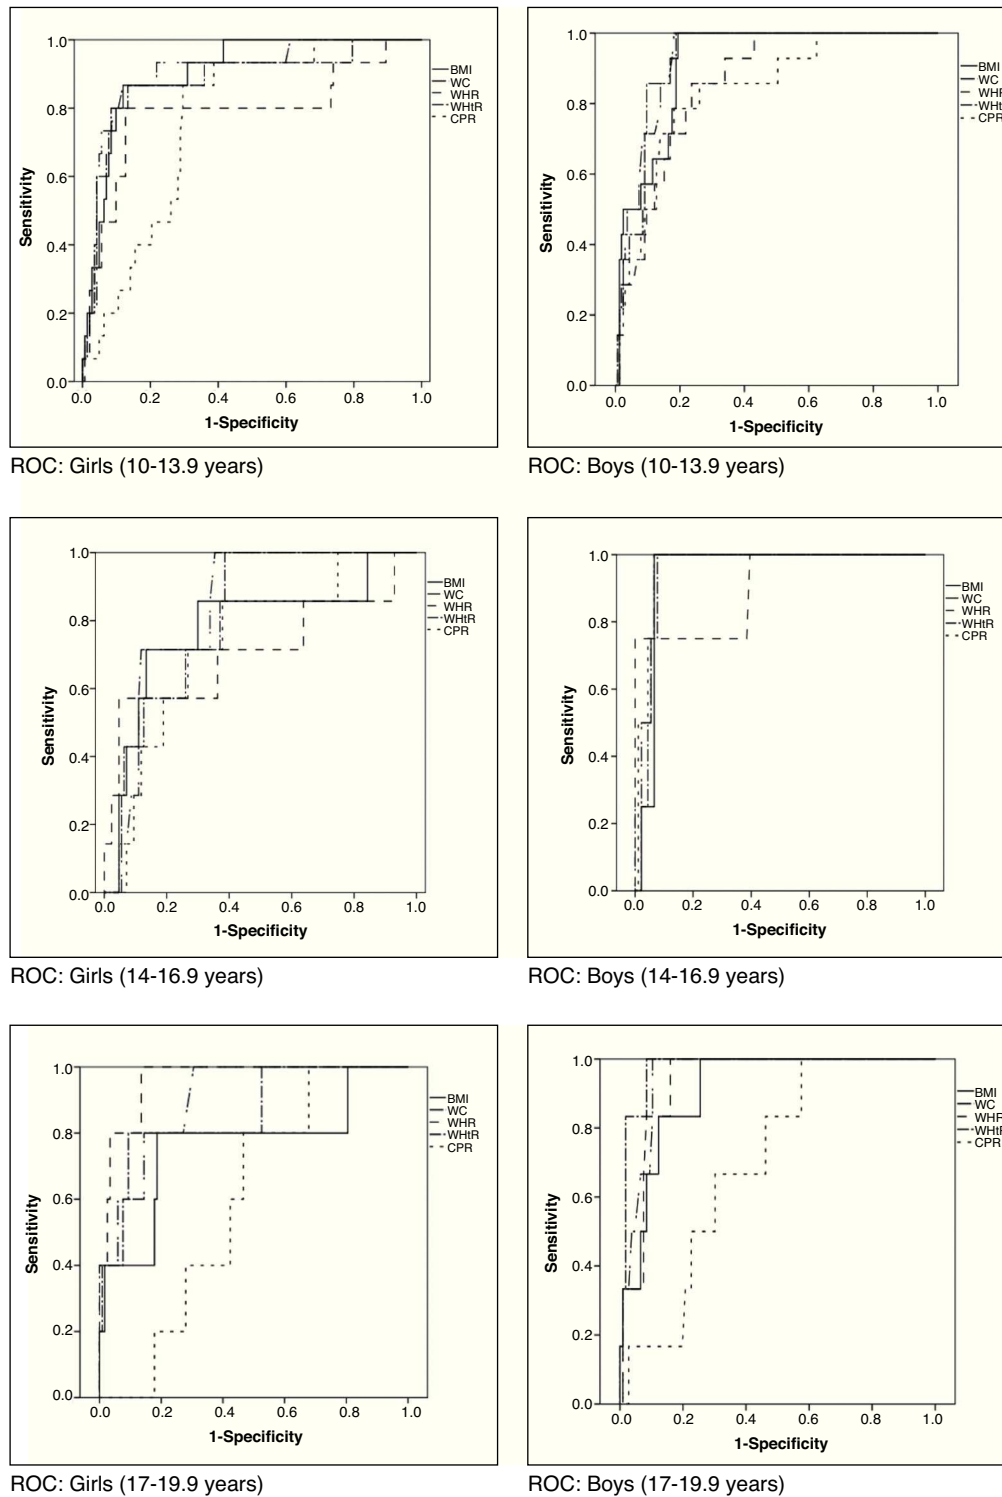 1.0
0.8
0.6
0.4
0.2
0.0
Sensitivity
0.0 0.2 0.4 0.6 0.8 1.0
1-Specificity
BMI
WC
WHR
WHtR
CPR
ROC: Girls (10-13.9 years)
1.0
0.8
0.6
0.4
0.2
0.0
Sensitivity
0.0 0.2 0.4 0.6 0.8 1.0
1-Specificity
BMI
WC
WHR
WHtR
CPR
ROC: Boys (10-13.9 years)
1.0
0.8
0.6
0.4
0.2
0.0
Sensitivity
0.0 0.2 0.4 0.6 0.8 1.0
1-Specificity
BMI
WC
WHR
WHtR
CPR
ROC: Girls (14-16.9 years)
1.0
0.8
0.6
0.4
0.2
0.0
Sensitivity
0.0 0.2 0.4 0.6 0.8 1.0
1-Specificity
BMI
WC
WHR
WHtR
CPR
ROC: Boys (14-16.9 years)
1.0
0.8
0.6
0.4
0.2
0.0
Sensitivity
0.0 0.2 0.4 0.6 0.8 1.0
1-Specificity
BMI
WC
WHR
WHtR
CPR
ROC: Girls (17-19.9 years)
1.0
0.8
0.6
0.4
0.2
0.0
Sensitivity
0.0 0.2 0.4 0.6 0.8 1.0
1-Specificity
BMI
WC
WHR
WHtR
CPR
ROC: Boys (17-19.9 years)